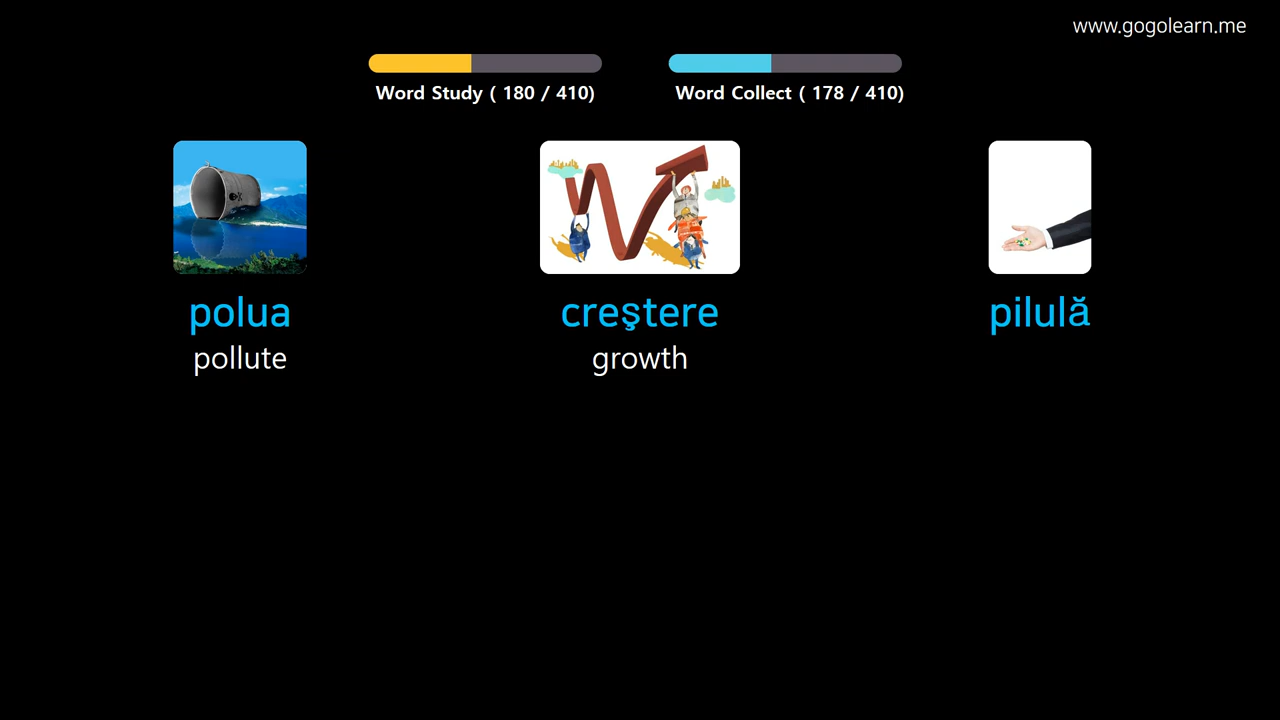 www.gogolearn.me
Word Study ( 180 / 410)
Word Collect ( 178 / 410)
polua
pollute
creştere
growth
pilulă